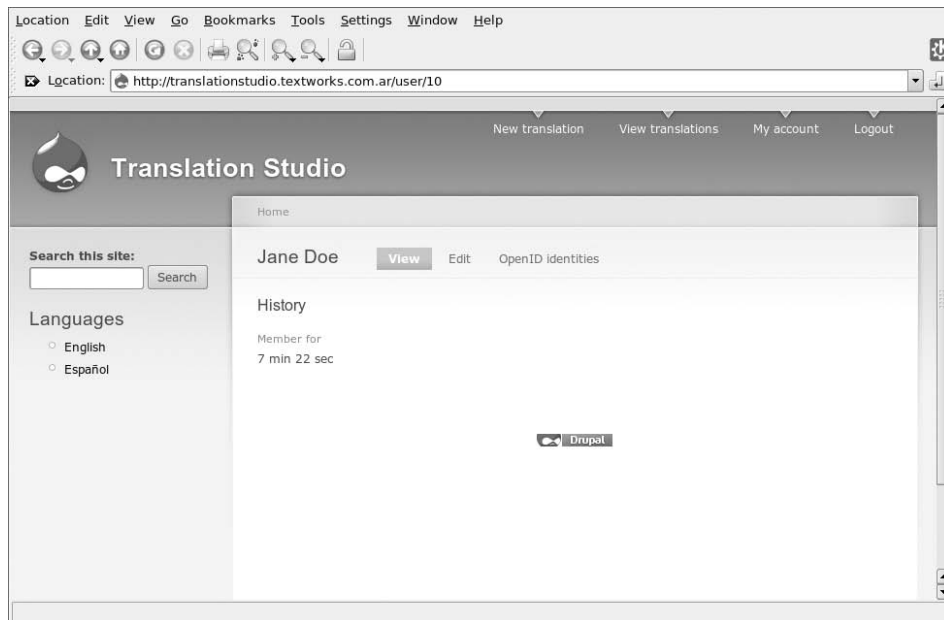 Location Edit View Go Bookmarks Tools Settings Window Help
Location: http://translationstudio.textworks.com.ar/user/10
New translation View translations My account Logout
Translation Studio
Home
Search this site:
Search
Languages
English
Español
Jane Doe View Edit OpenID identities
History
Member for
7 min 22 sec
Drupal